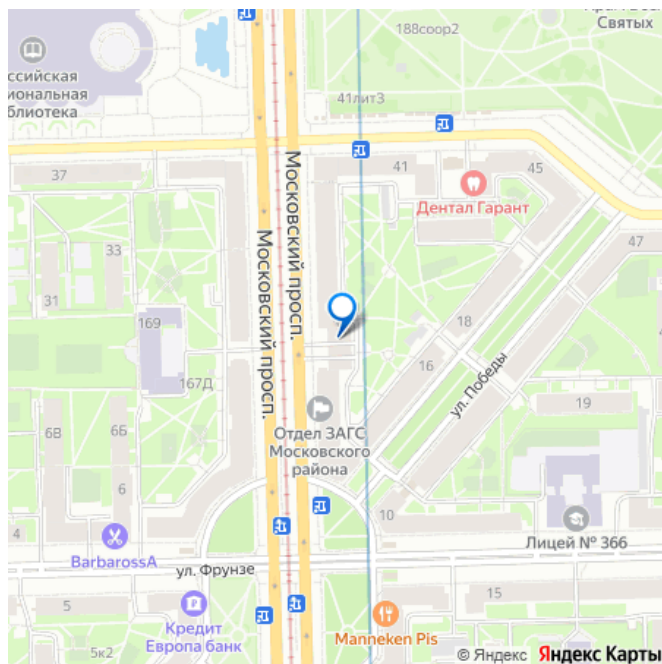 188соор2
Святых
ссийская
иональная
блиотека
41лит3
37
41
45
Дентал Гарант
Московский просп.
Московский просп.
33
47
31
169
18
16
167Д
ул. Победы
19
6В
6Б
Отдел ЗАГС
Московского
района
6
10
4
Лицей № 366
BarbarossA
ул. Фрунзе
5
15
Кредит
Европа банк
5к2
Manneken Pis
© Яндекс Яндекс Карты